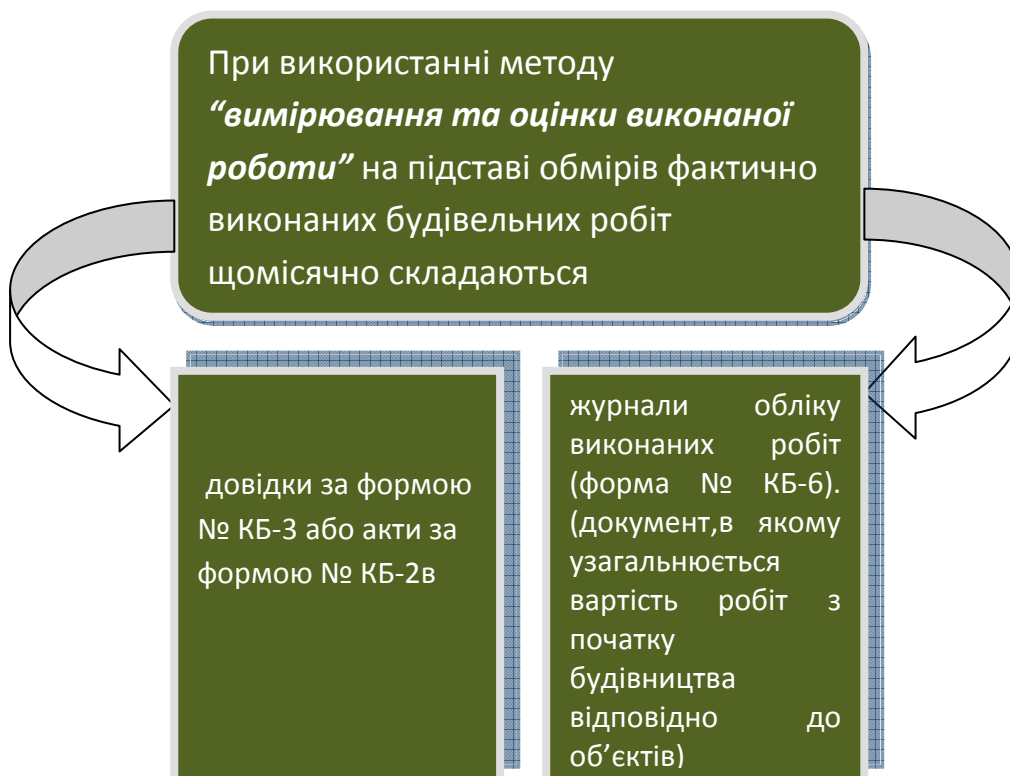 При використанні методу
“вимірювання та оцінки виконаної
роботи” на підставі обмірів фактично
виконаних будівельних робіт
щомісячно складаються
довідки за формою
№ КБ-3 або акти за
формою № КБ-2в
журнали обліку
виконаних робіт
(форма № КБ-6).
(документ,в якому
узагальнюється
вартість робіт з
початку
будівництва
відповідно до
об’єктів)